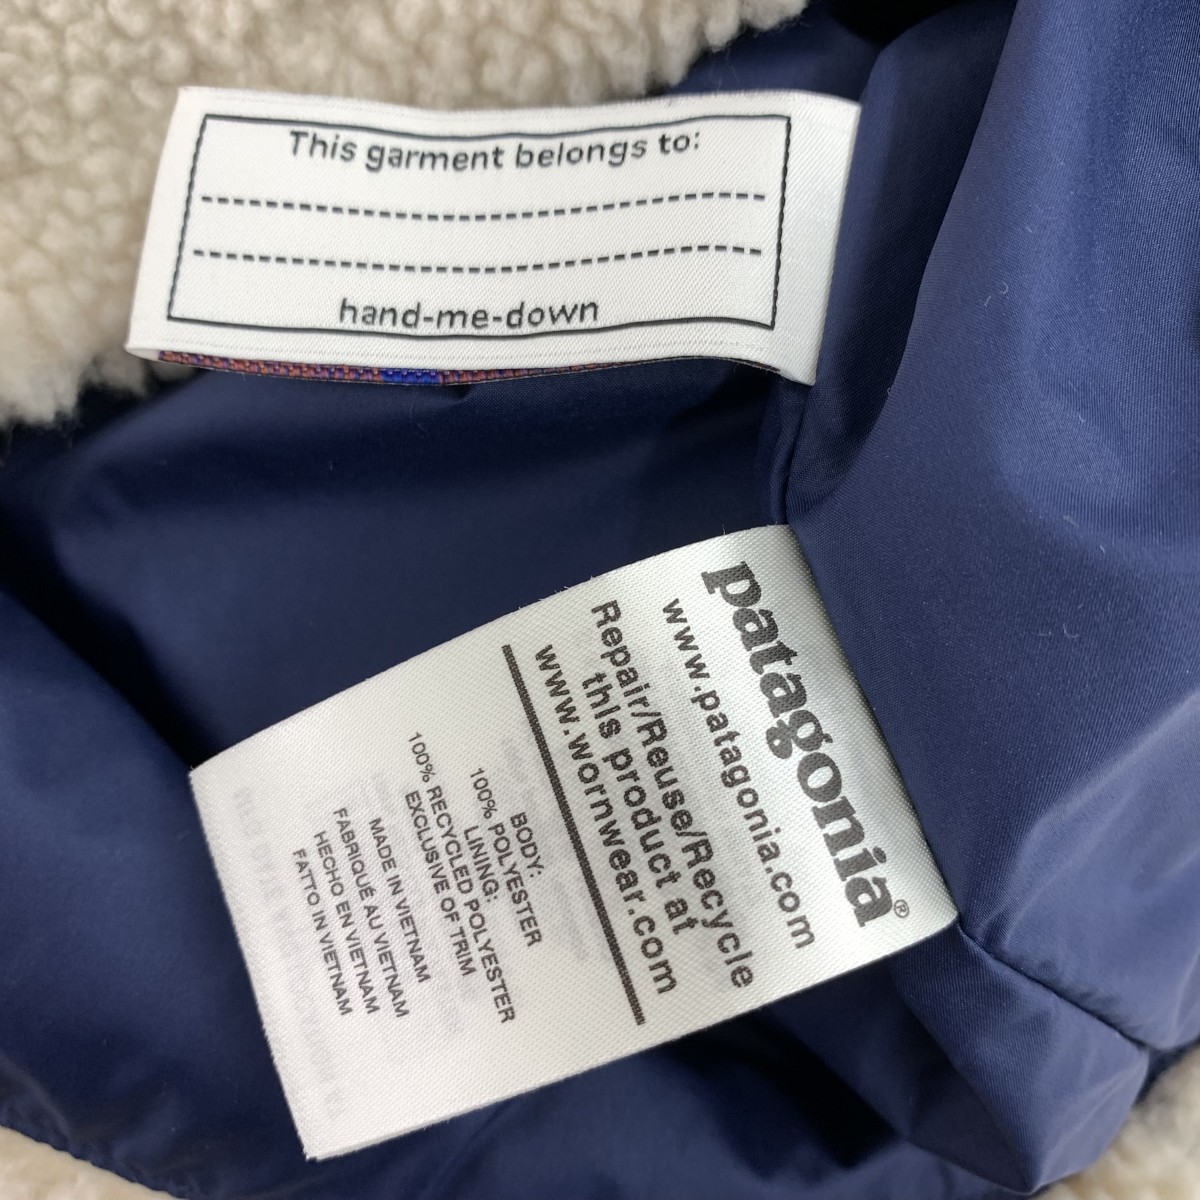 This garment belongs to:
hand-me-down
patagonia®
www.patagonia.com
Repair/Reuse/Recycle
this product at
www.wornwear.com
BODY:
100% POLYESTER
LINING:
100% RECYCLED POLYESTER
EXCLUSIVE OF TRIM
MADE IN VIETNAM
FABRIQUÉ AU VIETNAM
HECHO EN VIETNAM
FATTO IN VIETNAM